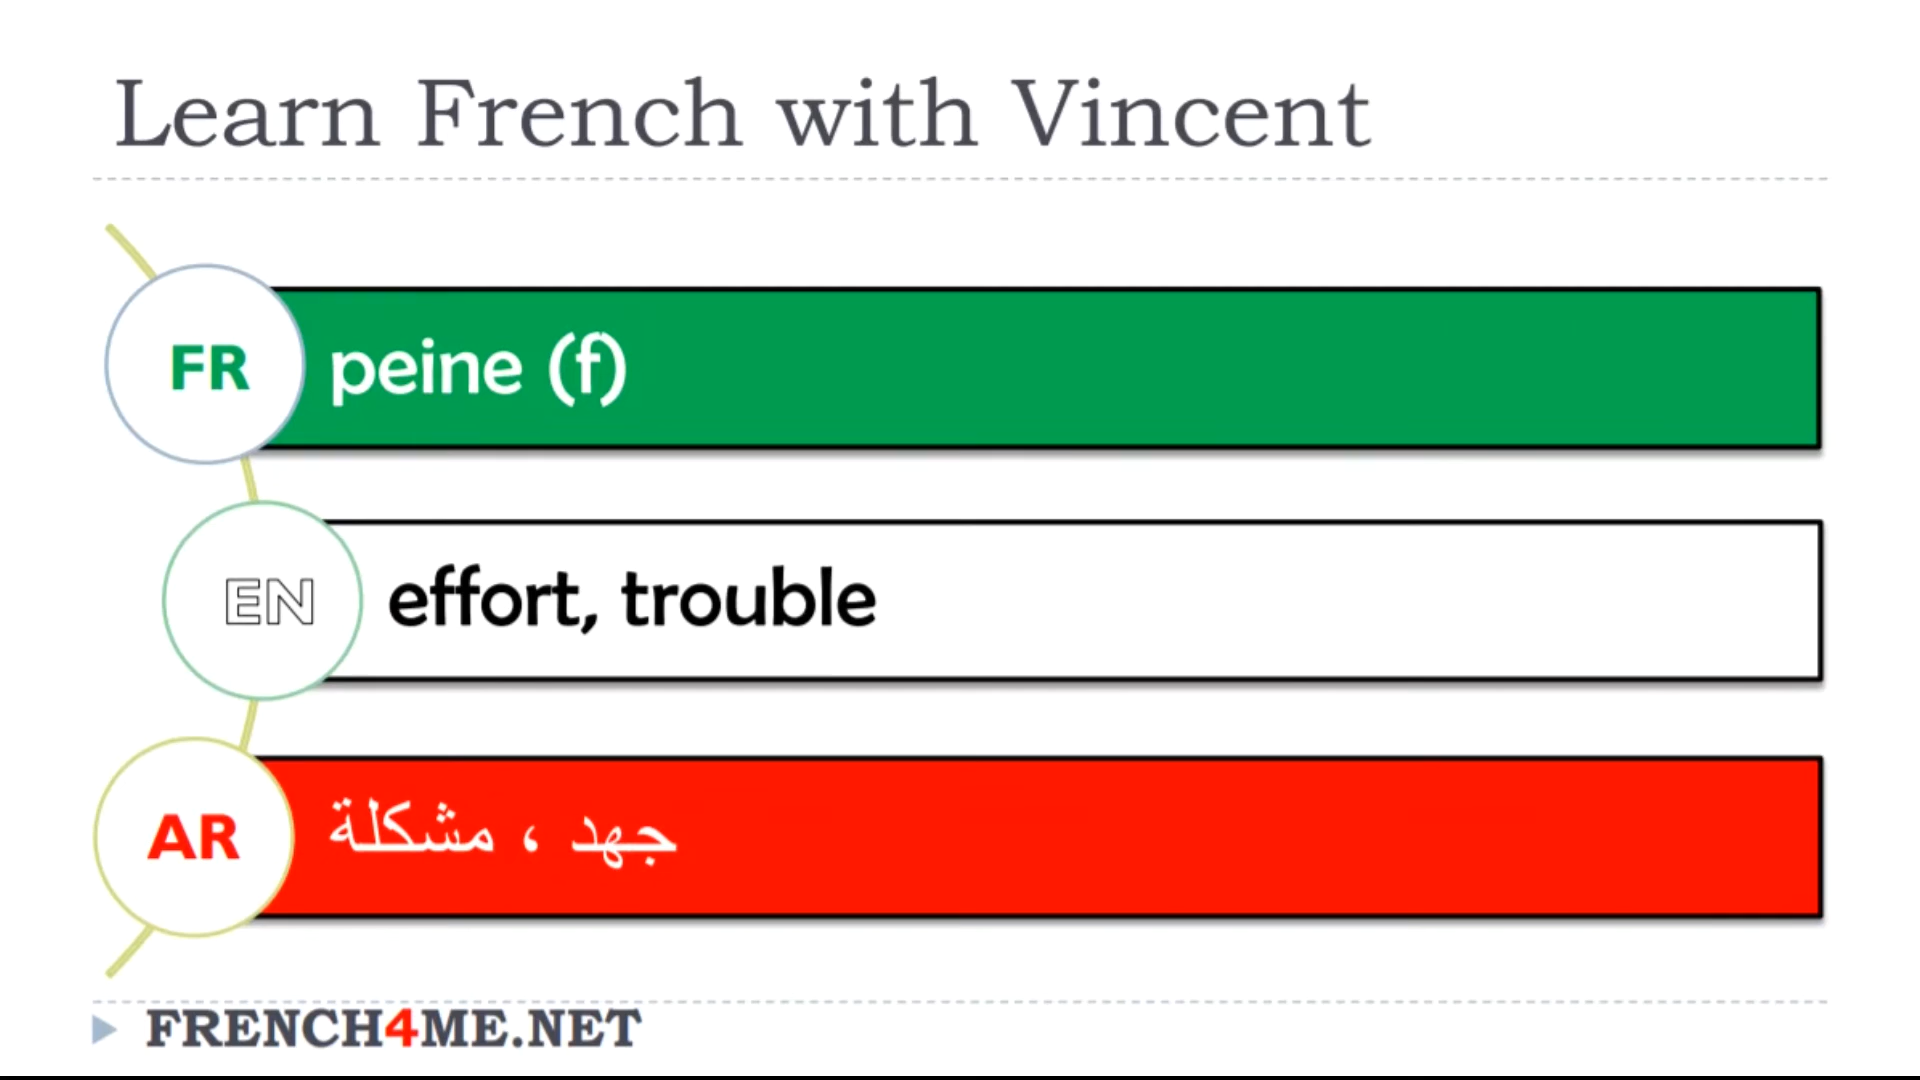 Learn French with Vincent
FR peine (f)
EN effort, trouble
AR جهد ، مشكلة
FRENCH4ME.NET